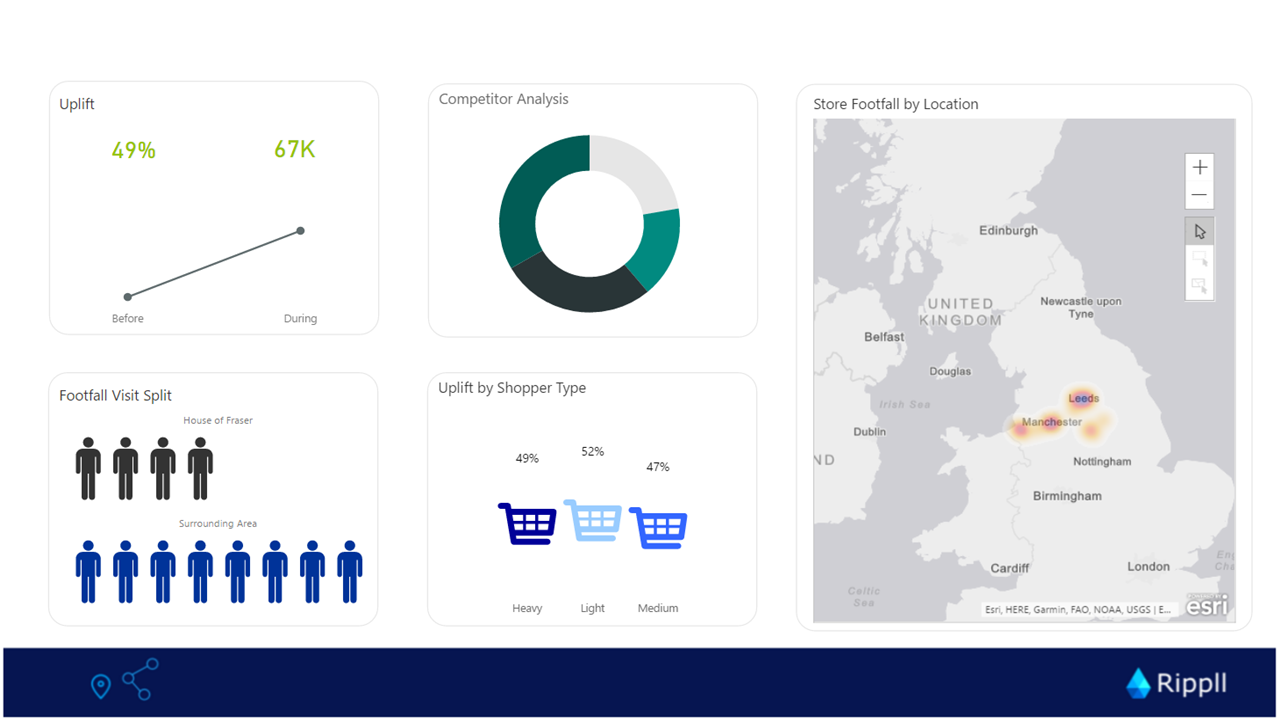 Uplift
49%
67K
Before
During
Competitor Analysis
Store Footfall by Location
Edinburgh
UNITED
KINGDOM
Newcastle upon
Tyne
Belfast
Douglas
Irish Sea
Leeds
Manchester
Dublin
ND
Nottingham
Birmingham
Cardiff
London
Celtic
Sea
Esri, HERE, Garmin, FAO, NOAA, USGS | E...
POWERED BY
esri
Footfall Visit Split
House of Fraser
Surrounding Area
Uplift by Shopper Type
49%
52%
47%
Heavy
Light
Medium
Rippll